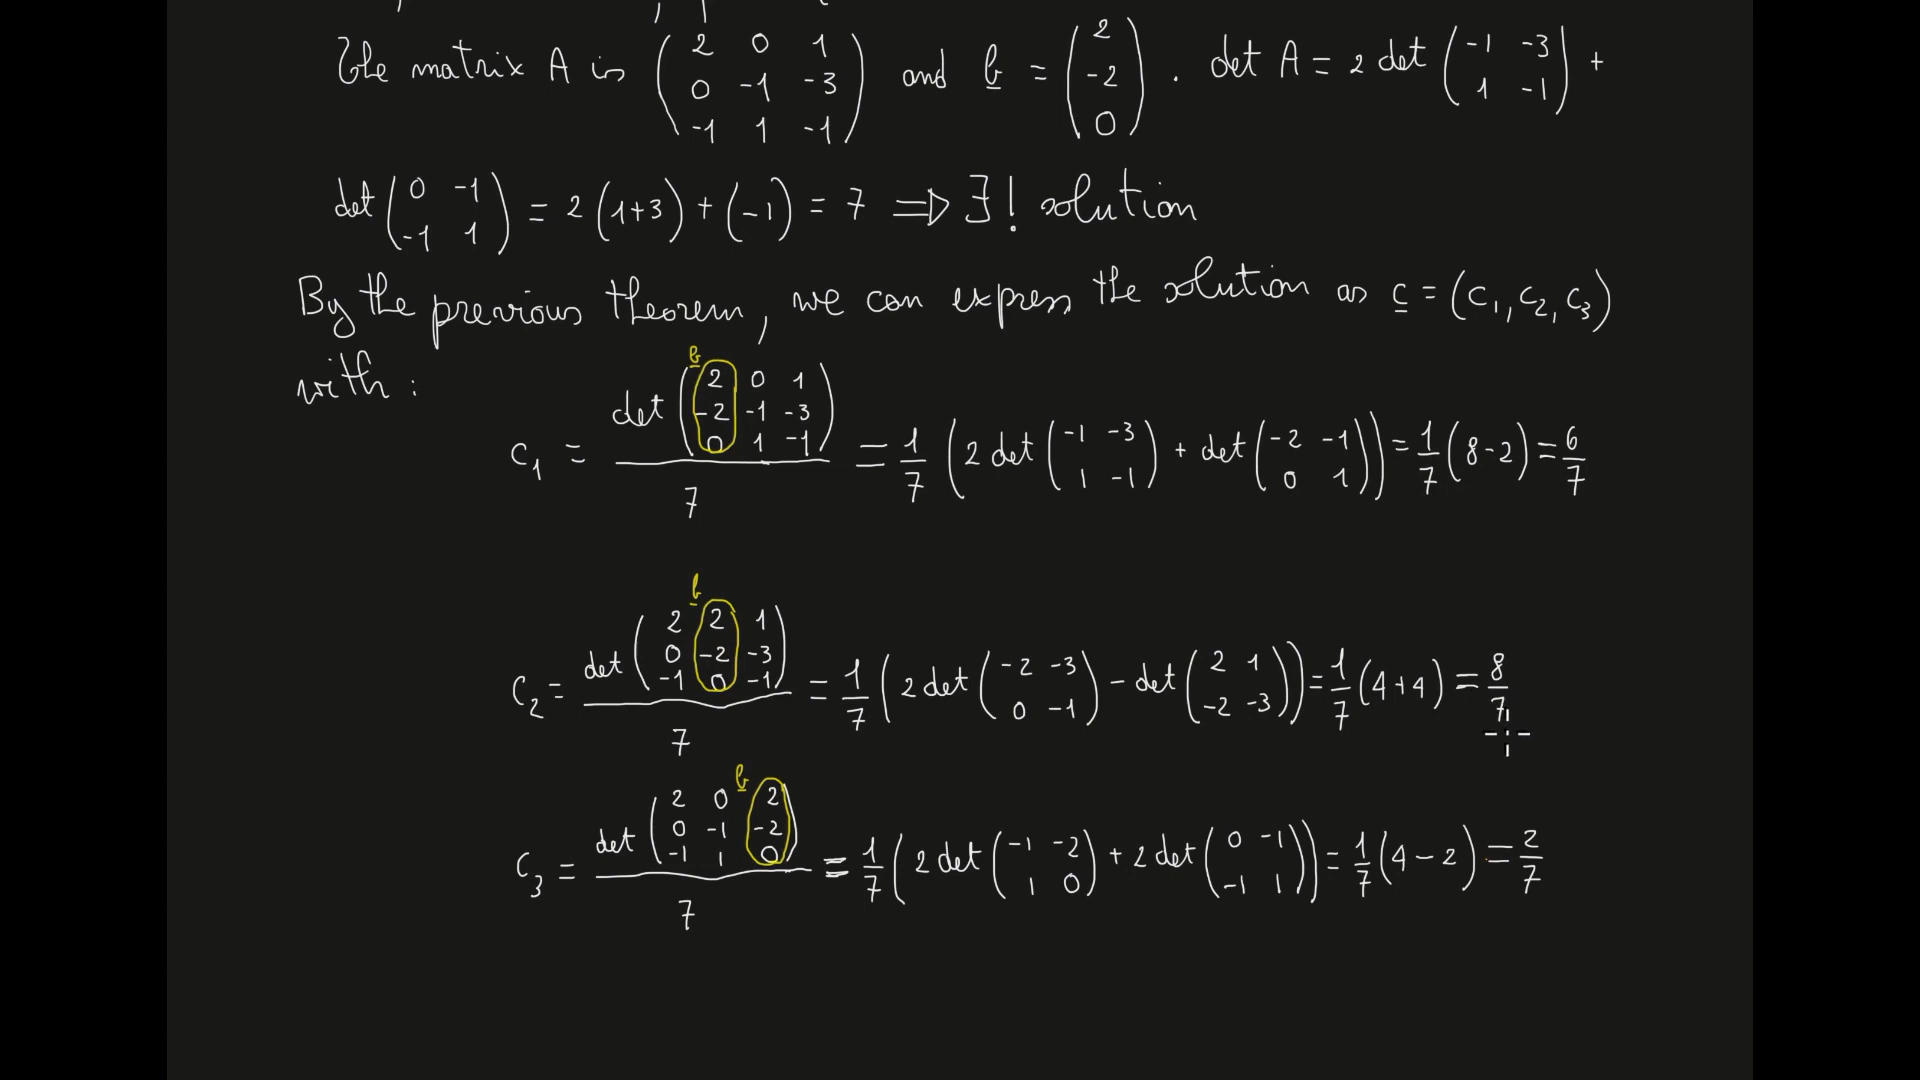 The matrix A is ( 2 0 1 ; 0 -1 -3 ; -1 1 -1 ) and b = ( 2 ; -2 ; 0 ) . det A = 2 det ( -1 -3 ; 1 -1 ) +
det ( 0 -1 ; -1 1 ) = 2 (1+3) + (-1) = 7 ⟹ ∃! solution
By the previous theorem, we can express the solution as c = (c₁, c₂, c₃)
with :
c₁ = det ( 2 0 1 ; -2 -1 -3 ; 0 1 -1 ) / 7 = 1/7 ( 2 det ( -1 -3 ; 1 -1 ) + det ( -2 -1 ; 0 1 ) ) = 1/7 (8-2) = 6/7
b
c₂ = det ( 2 2 1 ; 0 -2 -3 ; -1 0 -1 ) / 7 = 1/7 ( 2 det ( -2 -3 ; 0 -1 ) - det ( 2 1 ; -2 -3 ) ) = 1/7 (4+4) = 8/7
b
c₃ = det ( 2 0 2 ; 0 -1 -2 ; -1 1 0 ) / 7 = 1/7 ( 2 det ( -1 -2 ; 1 0 ) + 2 det ( 0 -1 ; -1 1 ) ) = 1/7 (4-2) = 2/7
b